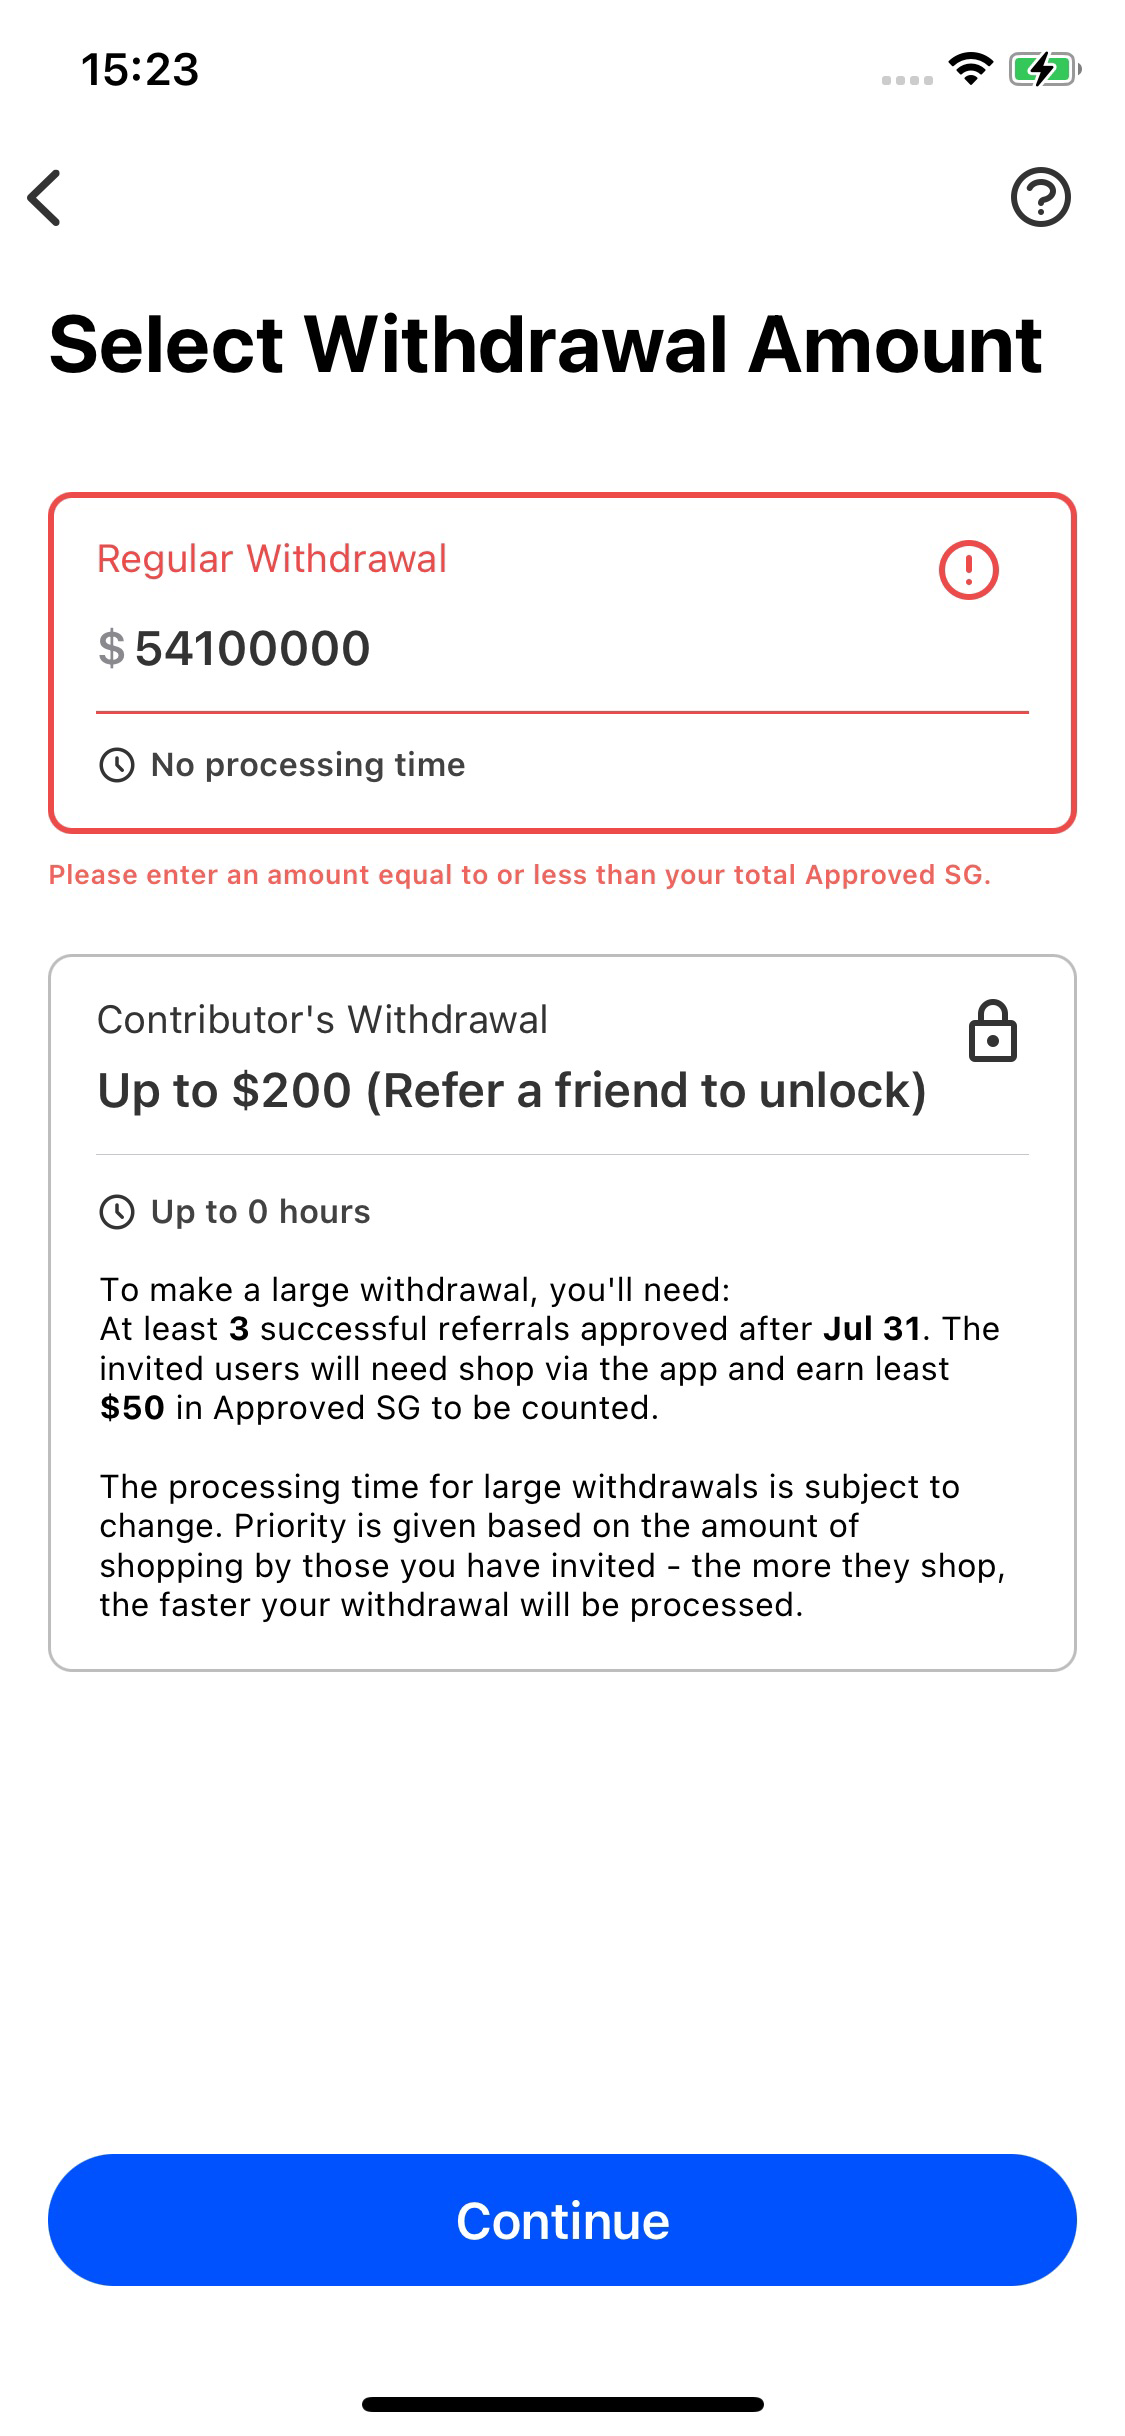 15:23
Select Withdrawal Amount
Regular Withdrawal
$ 54100000
No processing time
Please enter an amount equal to or less than your total Approved SG.
Contributor's Withdrawal
Up to $200 (Refer a friend to unlock)
Up to 0 hours
To make a large withdrawal, you'll need:
At least 3 successful referrals approved after Jul 31. The
invited users will need shop via the app and earn least
$50 in Approved SG to be counted.
The processing time for large withdrawals is subject to
change. Priority is given based on the amount of
shopping by those you have invited - the more they shop,
the faster your withdrawal will be processed.
Continue